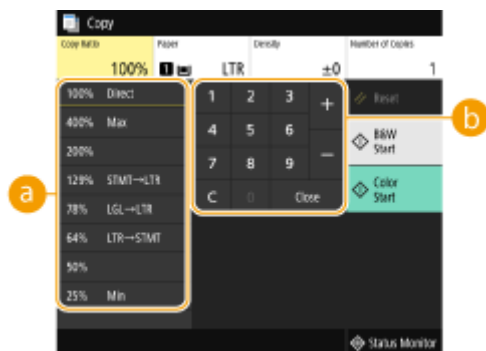 Copy
Copy Ratio Paper Density Number of Copies
100% 1 LTR ±0 1
100% Direct
400% Max
200%
129% STMT→LTR
78% LGL→LTR
64% LTR→STMT
50%
25% Min
1 2 3 +
4 5 6
7 8 9 −
C 0 Close
Reset
B&W
Start
Color
Start
Status Monitor
a
b